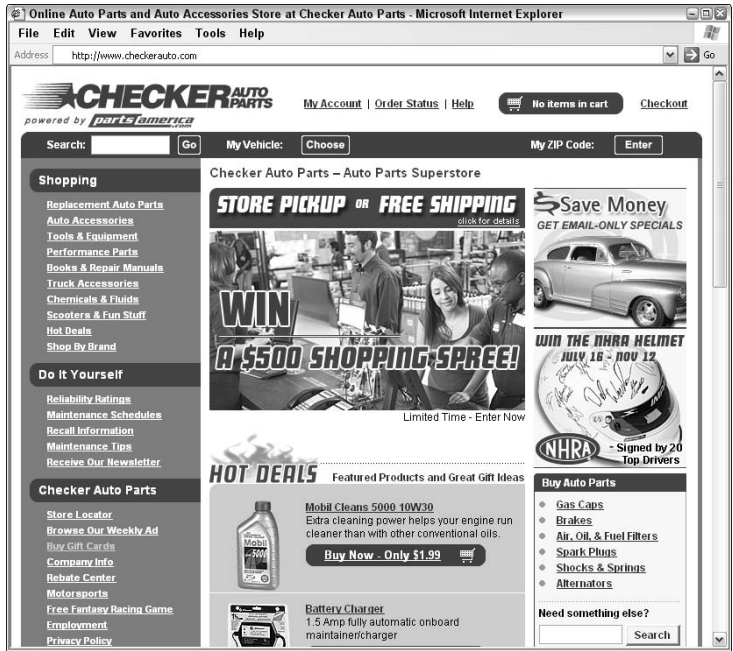 Online Auto Parts and Auto Accessories Store at Checker Auto Parts - Microsoft Internet Explorer
File Edit View Favorites Tools Help
Address http://www.checkerauto.com Go
CHECKER AUTO PARTS
powered by partsamerica.com
My Account | Order Status | Help
No items in cart
Checkout
Search: Go My Vehicle: Choose My ZIP Code: Enter
Shopping
Replacement Auto Parts
Auto Accessories
Tools & Equipment
Performance Parts
Books & Repair Manuals
Truck Accessories
Chemicals & Fluids
Scooters & Fun Stuff
Hot Deals
Shop By Brand
Do It Yourself
Reliability Ratings
Maintenance Schedules
Recall Information
Maintenance Tips
Receive Our Newsletter
Checker Auto Parts
Store Locator
Browse Our Weekly Ad
Buy Gift Cards
Company Info
Rebate Center
Motorsports
Free Fantasy Racing Game
Employment
Privacy Policy
Checker Auto Parts – Auto Parts Superstore
STORE PICKUP OR FREE SHIPPING
click for details
WIN
A $500 SHOPPING SPREE!
Limited Time - Enter Now
HOT DEALS Featured Products and Great Gift Ideas
Mobil 5000
Mobil Cleans 5000 10W30
Extra cleaning power helps your engine run
cleaner than with other conventional oils.
Buy Now - Only $1.99
Battery Charger
1.5 Amp fully automatic onboard
maintainer/charger
Save Money
GET EMAIL-ONLY SPECIALS
WIN THE NHRA HELMET
JULY 16 - NOV 12
NHRA
- Signed by 20
Top Drivers
Buy Auto Parts
Gas Caps
Brakes
Air, Oil, & Fuel Filters
Spark Plugs
Shocks & Springs
Alternators
Need something else?
Search